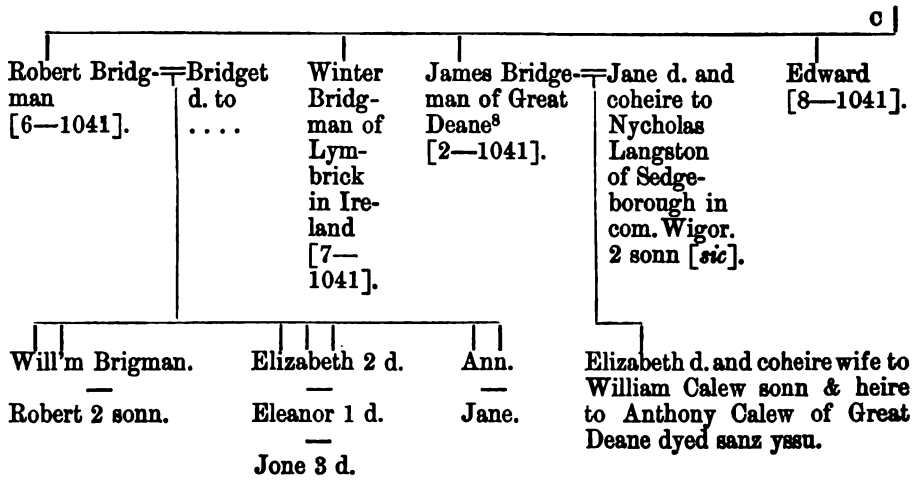 C
Robert Bridg-
man
[6—1041].
Bridget
d. to
. . . .
Winter
Bridg-
man of
Lym-
brick
in Ire-
land
[7—
1041].
James Bridge-
man of Great
Deane⁸
[2—1041].
Jane d. and
coheire to
Nycholas
Langston
of Sedge-
borough in
com. Wigor.
2 sonn [sic].
Edward
[8—1041].
Will'm Brigman.
Robert 2 sonn.
Elizabeth 2 d.
Eleanor 1 d.
Jone 3 d.
Ann.
Jane.
Elizabeth d. and coheire wife to
William Calew sonn & heire
to Anthony Calew of Great
Deane dyed sanz yssu.